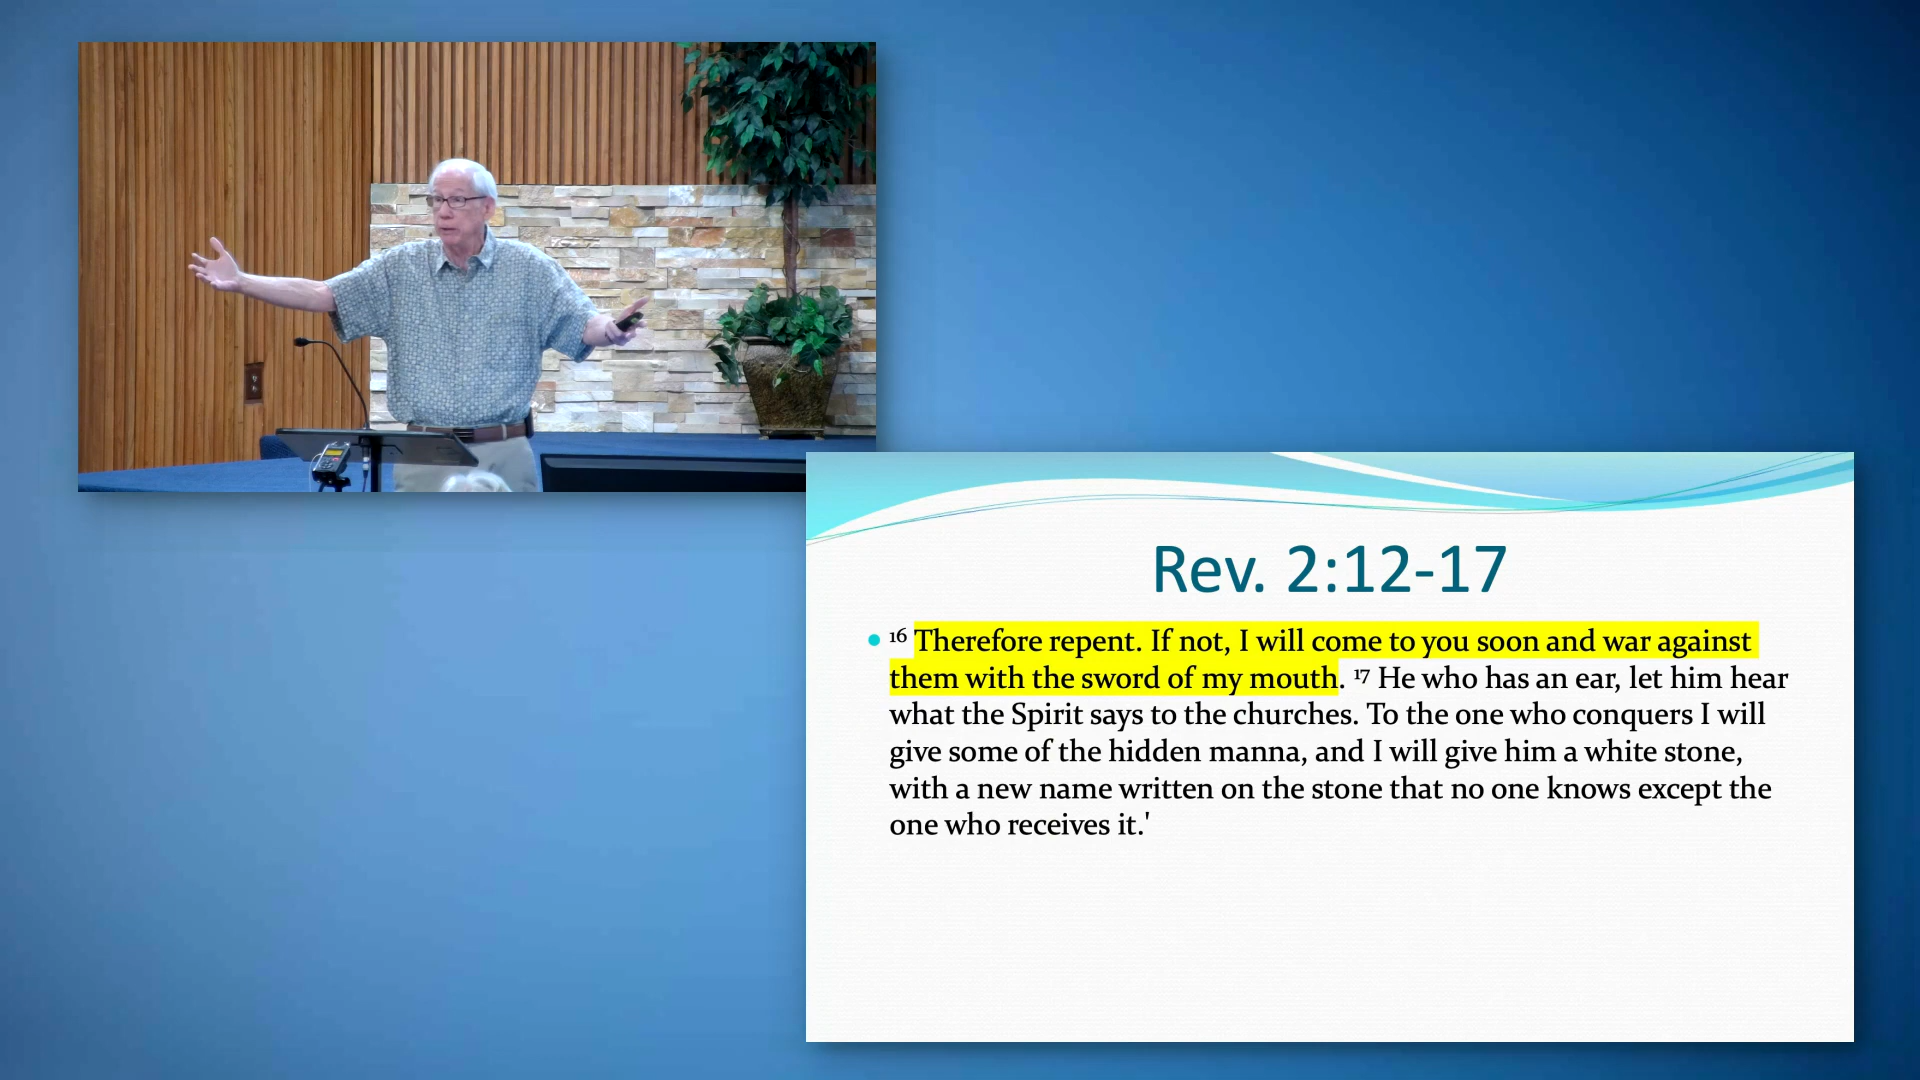 Rev. 2:12-17
16 Therefore repent. If not, I will come to you soon and war against
them with the sword of my mouth. 17 He who has an ear, let him hear
what the Spirit says to the churches. To the one who conquers I will
give some of the hidden manna, and I will give him a white stone,
with a new name written on the stone that no one knows except the
one who receives it.'